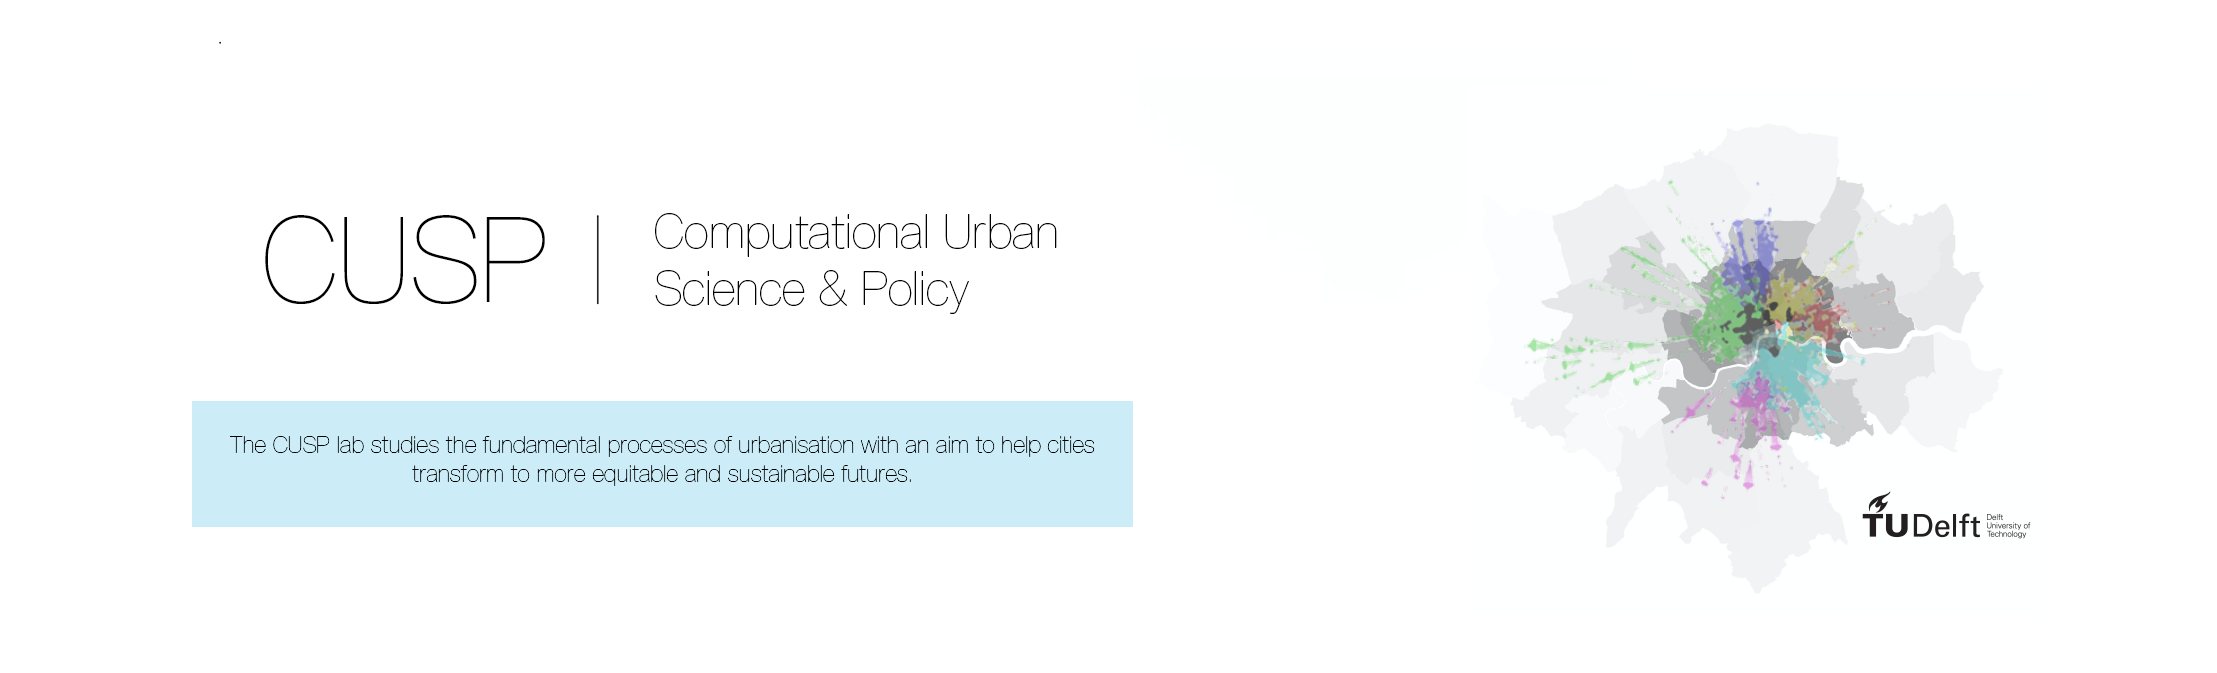 CUSP
Computational Urban
Science & Policy
The CUSP lab studies the fundamental processes of urbanisation with an aim to help cities
transform to more equitable and sustainable futures.
TUDelft
Delft
University of
Technology